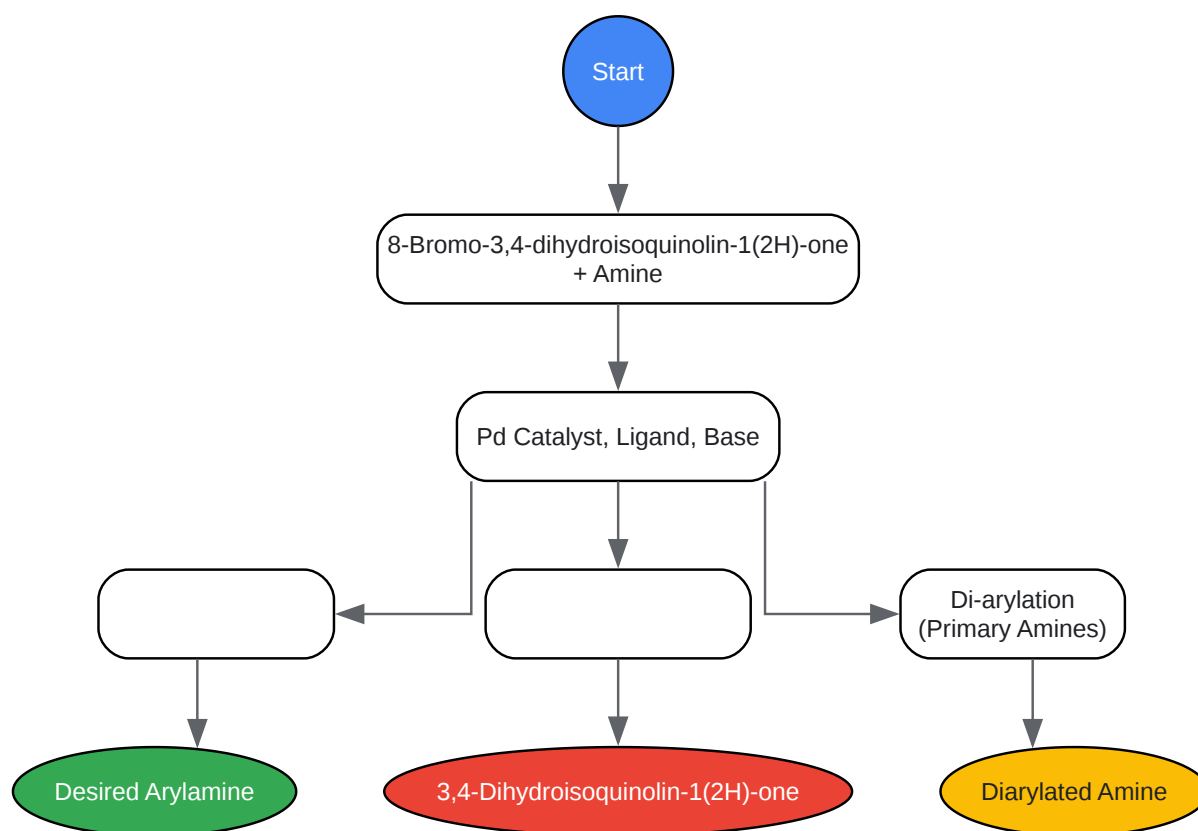 Start
8-Bromo-3,4-dihydroisoquinolin-1(2H)-one
+ Amine
Pd Catalyst, Ligand, Base
Di-arylation
(Primary Amines)
Desired Arylamine
3,4-Dihydroisoquinolin-1(2H)-one
Diarylated Amine